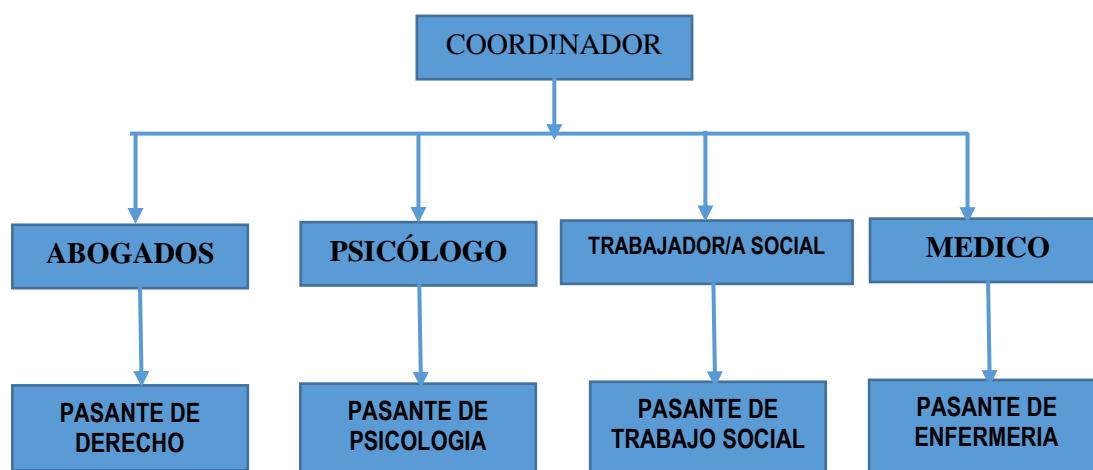 COORDINADOR
ABOGADOS
PSICÓLOGO
TRABAJADOR/A SOCIAL
MEDICO
PASANTE DE
DERECHO
PASANTE DE
PSICOLOGIA
PASANTE DE
TRABAJO SOCIAL
PASANTE DE
ENFERMERIA